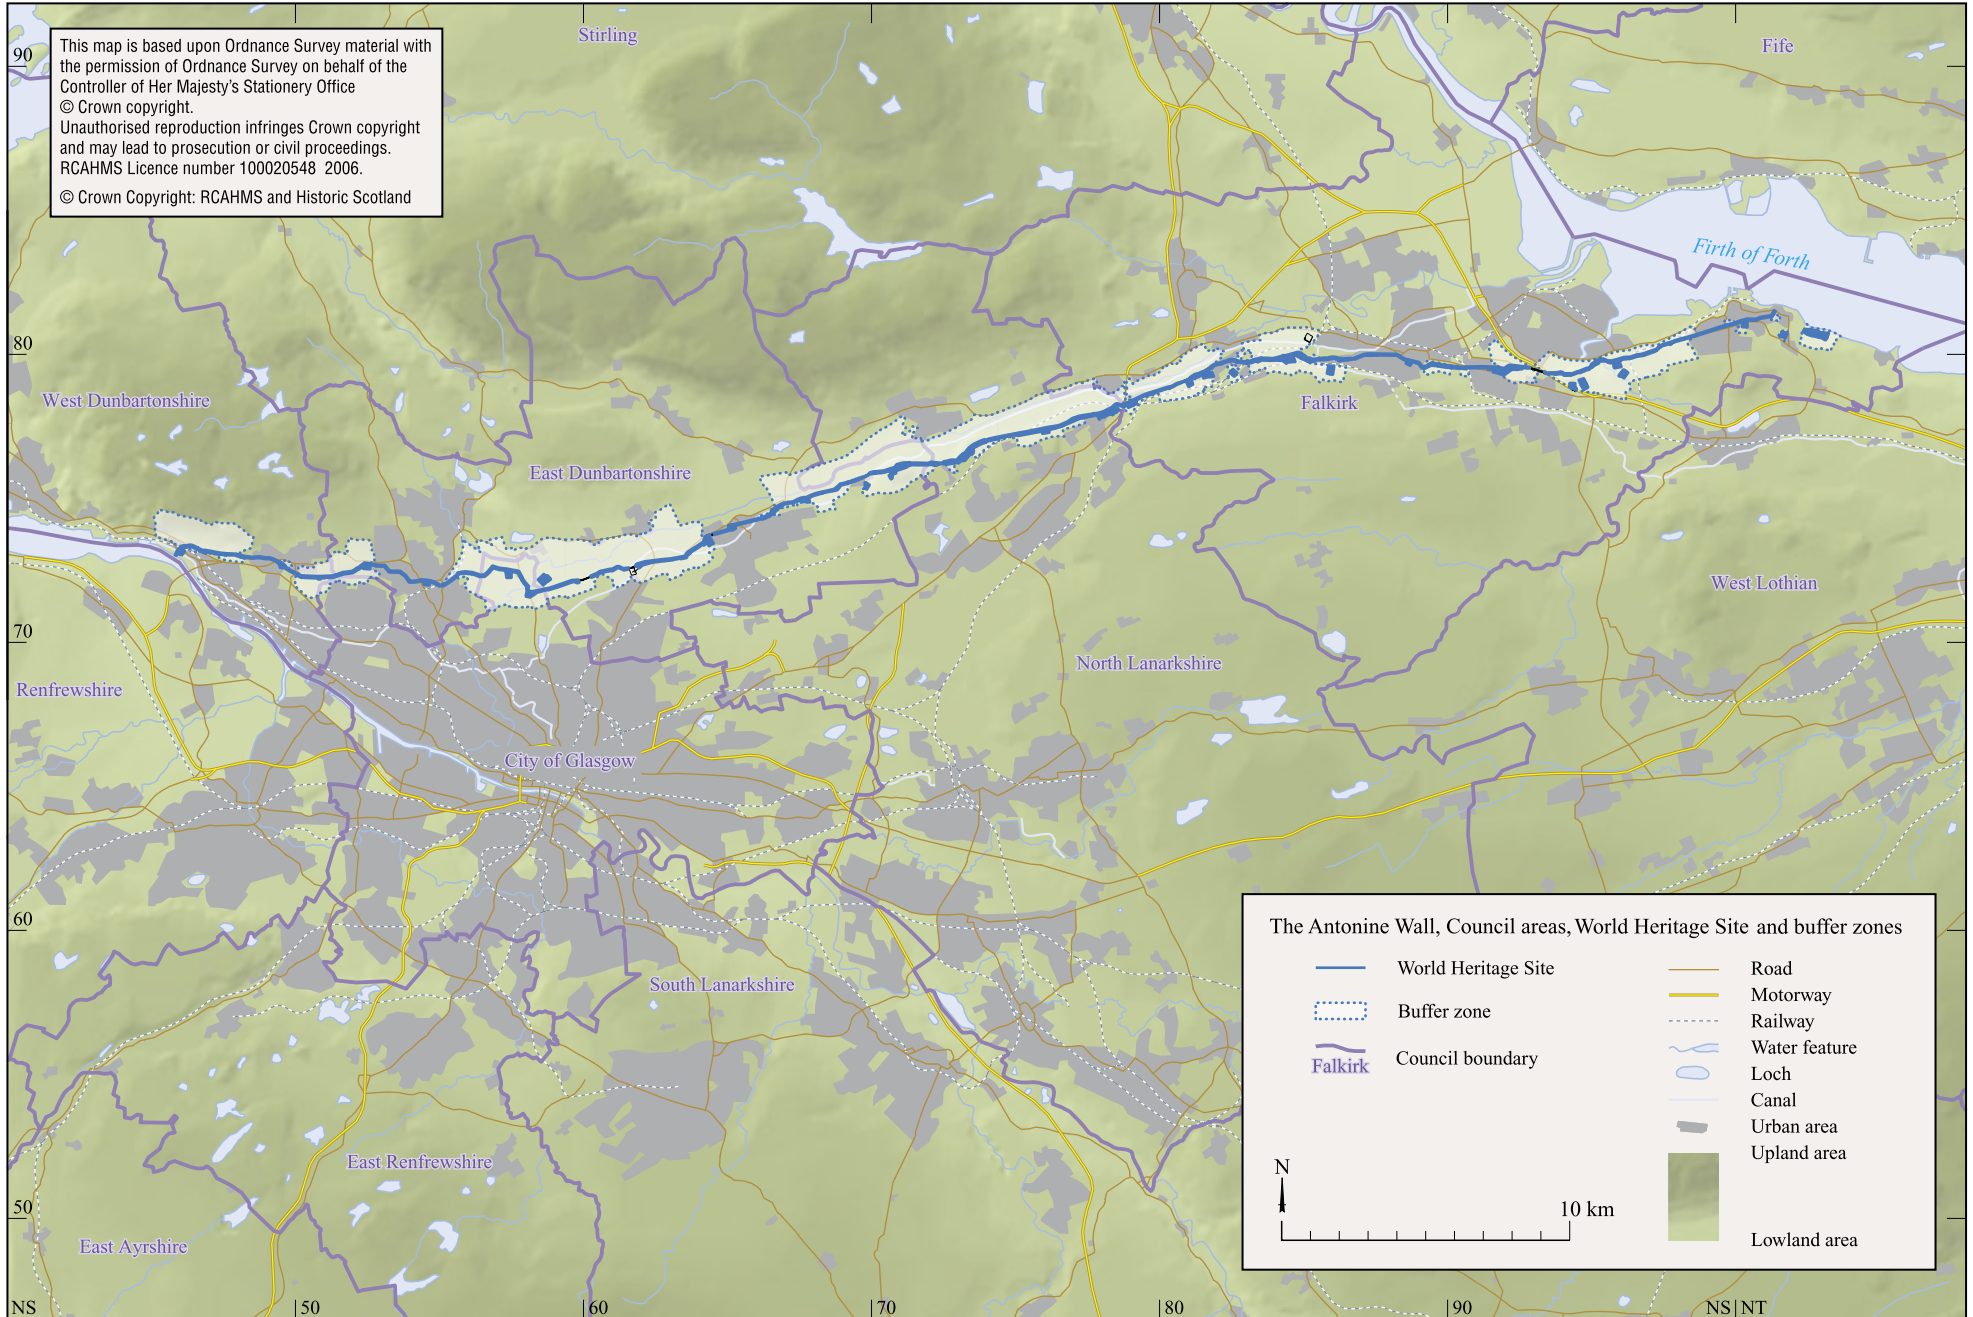 This map is based upon Ordnance Survey material with
the permission of Ordnance Survey on behalf of the
Controller of Her Majesty's Stationery Office
© Crown copyright.
Unauthorised reproduction infringes Crown copyright
and may lead to prosecution or civil proceedings.
RCAHMS Licence number 100020548 2006.
© Crown Copyright: RCAHMS and Historic Scotland
Stirling
Fife
90
Firth of Forth
80
West Dunbartonshire
Falkirk
East Dunbartonshire
West Lothian
70
North Lanarkshire
Renfrewshire
City of Glasgow
60
South Lanarkshire
East Renfrewshire
50
East Ayrshire
NS
50
60
70
80
90
NS NT
The Antonine Wall, Council areas, World Heritage Site and buffer zones
World Heritage Site
Buffer zone
Falkirk
Council boundary
Road
Motorway
Railway
Water feature
Loch
Canal
Urban area
Upland area
Lowland area
N
10 km